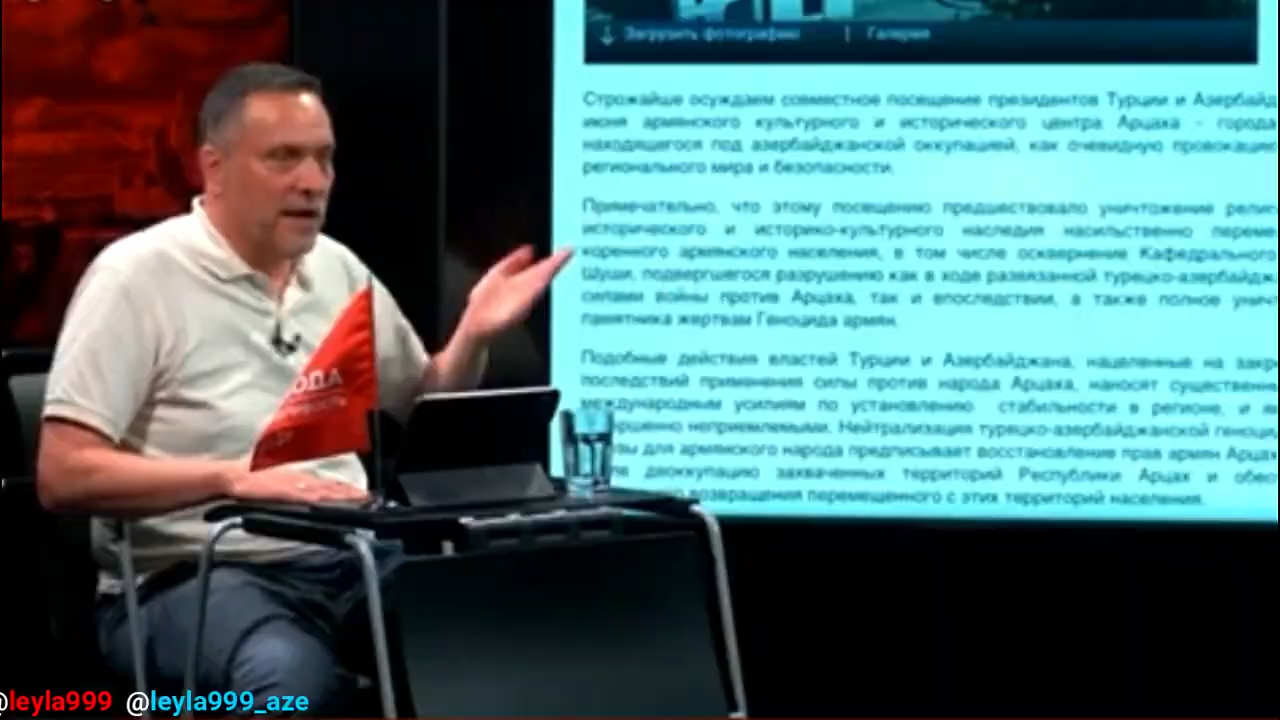 Загрузить фотографию | Галерея
Строжайше осуждаем совместное посещение президентов Турции и Азербайд
июня армянского культурного и исторического центра Арцаха - города
находящегося под азербайджанской оккупацией, как очевидную провокацию
регионального мира и безопасности.
Примечательно, что этому посещению предшествовало уничтожение религ
исторического и историко-культурного наследия насильственно переме
коренного армянского населения, в том числе осквернение Кафедрального
Шуши, подвергшегося разрушению как в ходе развязанной турецко-азербайдж
силами войны против Арцаха, так и впоследствии, а также полное унич
памятника жертвам Геноцида армян.
Подобные действия властей Турции и Азербайджана, нацеленные на закр
последствий применения силы против народа Арцаха, наносят существенн
международным усилиям по установлению стабильности в регионе, и
неприемлемыми. Нейтрализация турецко-азербайджанской геноци
для армянского народа предписывает восстановление прав армян Арцах
деоккупацию захваченных территорий Республики Арцах и обес
возвращения перемещенного с этих территорий населения.
ОДА
@leyla999 @leyla999_aze